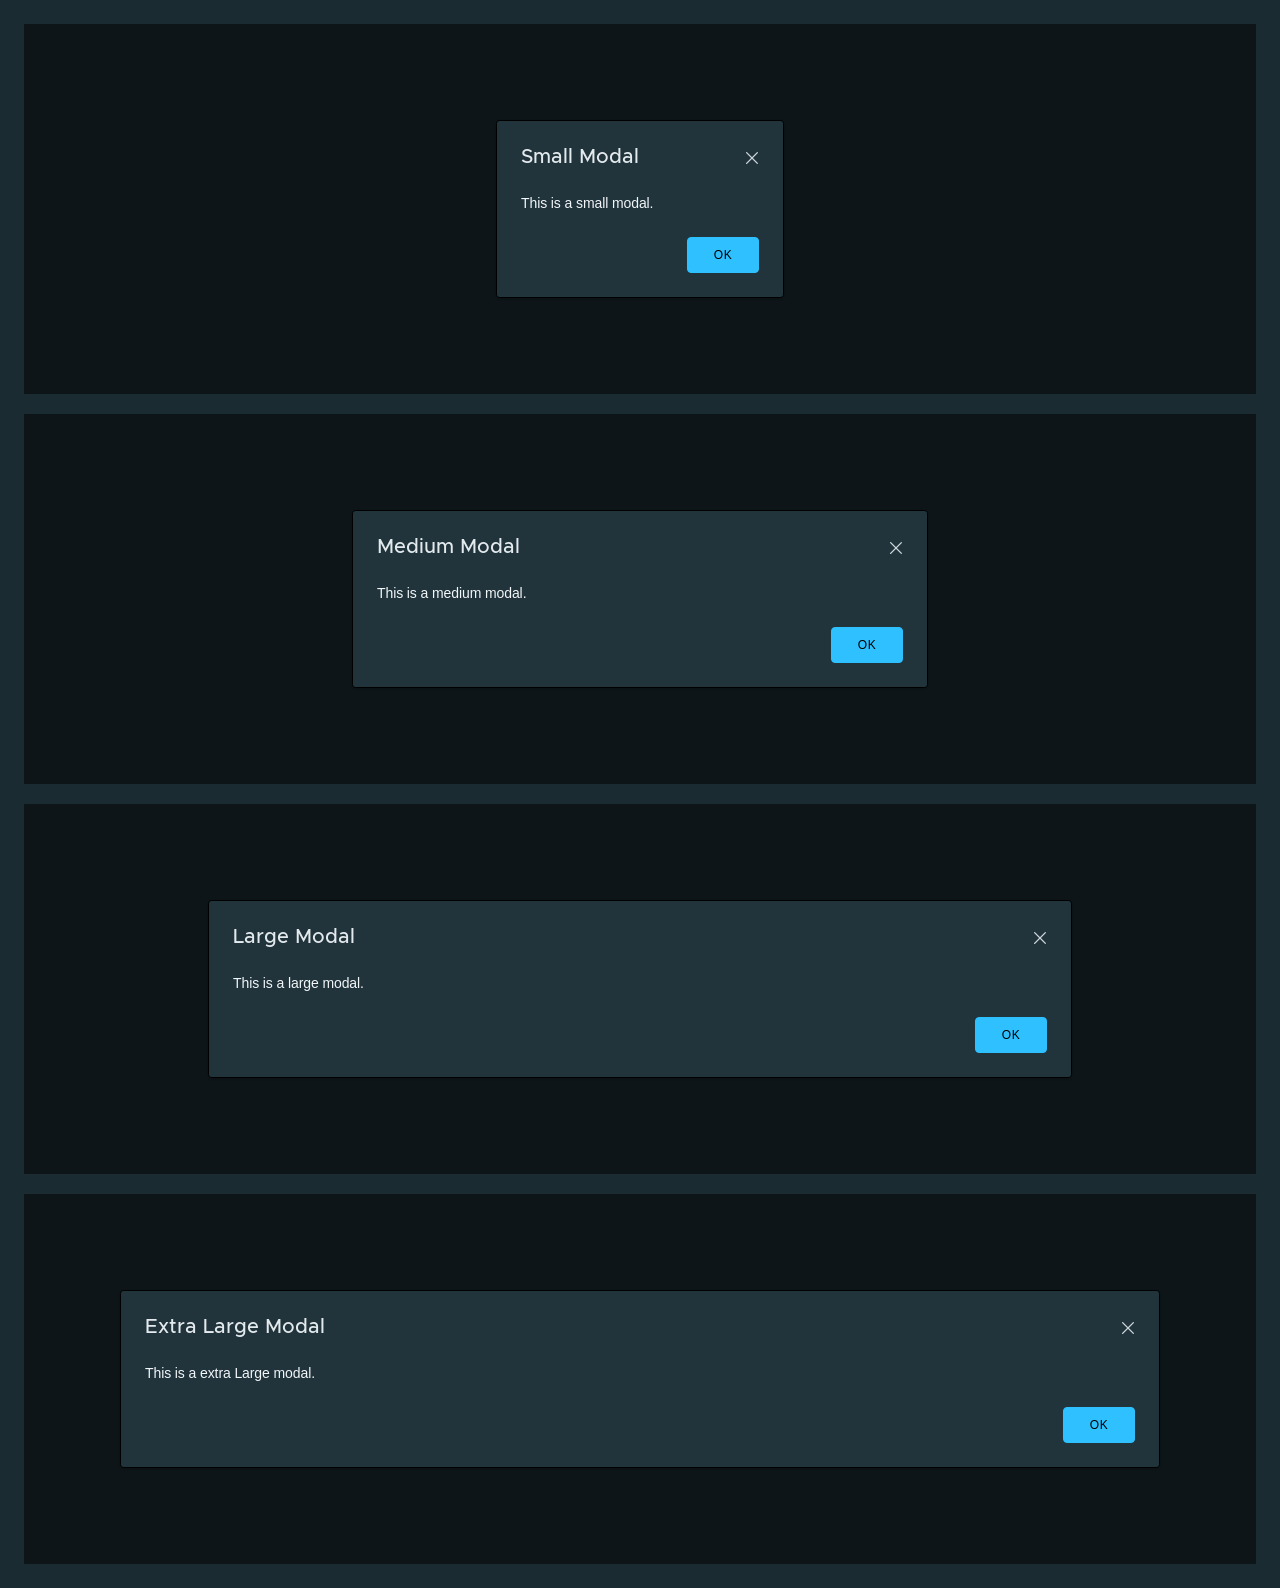 Small Modal
This is a small modal.
OK
Medium Modal
This is a medium modal.
OK
Large Modal
This is a large modal.
OK
Extra Large Modal
This is a extra Large modal.
OK